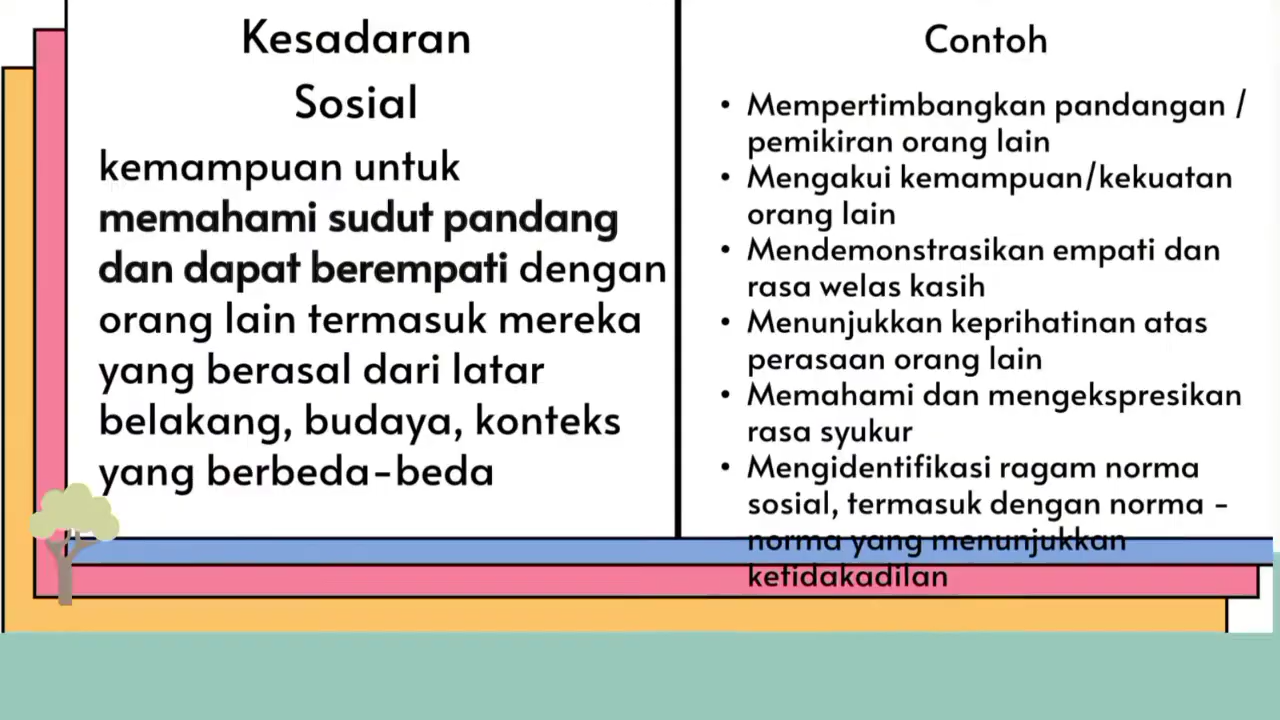 Kesadaran
Sosial
kemampuan untuk
memahami sudut pandang
dan dapat berempati dengan
orang lain termasuk mereka
yang berasal dari latar
belakang, budaya, konteks
yang berbeda-beda
Contoh
• Mempertimbangkan pandangan /
pemikiran orang lain
• Mengakui kemampuan/kekuatan
orang lain
• Mendemonstrasikan empati dan
rasa welas kasih
• Menunjukkan keprihatinan atas
perasaan orang lain
• Memahami dan mengekspresikan
rasa syukur
• Mengidentifikasi ragam norma
sosial, termasuk dengan norma -
norma yang menunjukkan
ketidakadilan